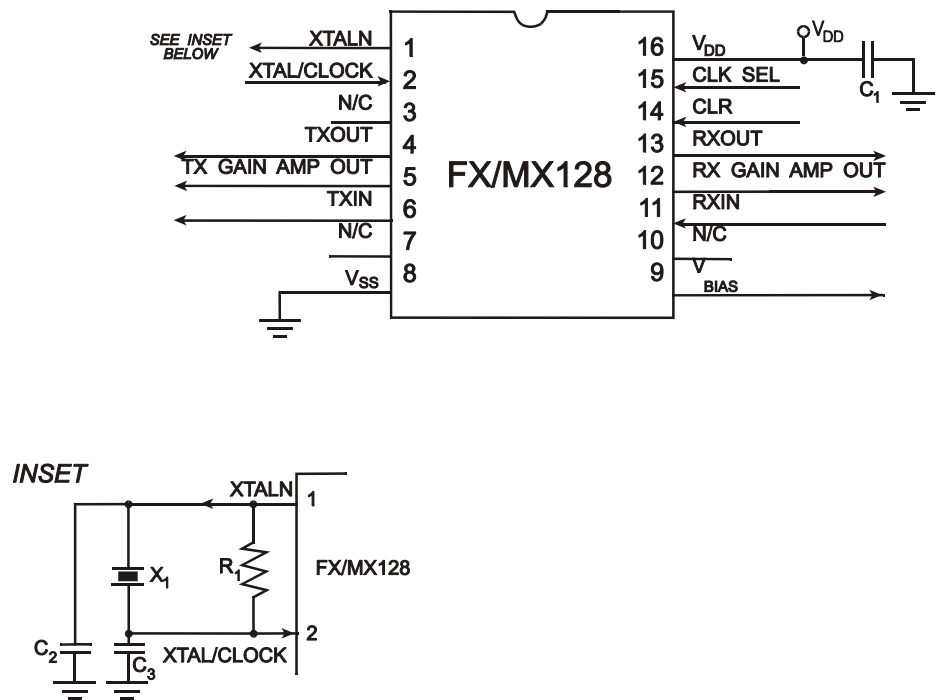 SEE INSET
BELOW
XTALN
1
XTAL/CLOCK
2
N/C
3
TXOUT
4
TX GAIN AMP OUT
5
TXIN
6
N/C
7
VSS
8
FX/MX128
16
VDD
VDD
C1
15
CLK SEL
14
CLR
13
RXOUT
12
RX GAIN AMP OUT
11
RXIN
10
N/C
9
V
BIAS
INSET
XTALN
1
X1
R1
FX/MX128
2
XTAL/CLOCK
C2
C3